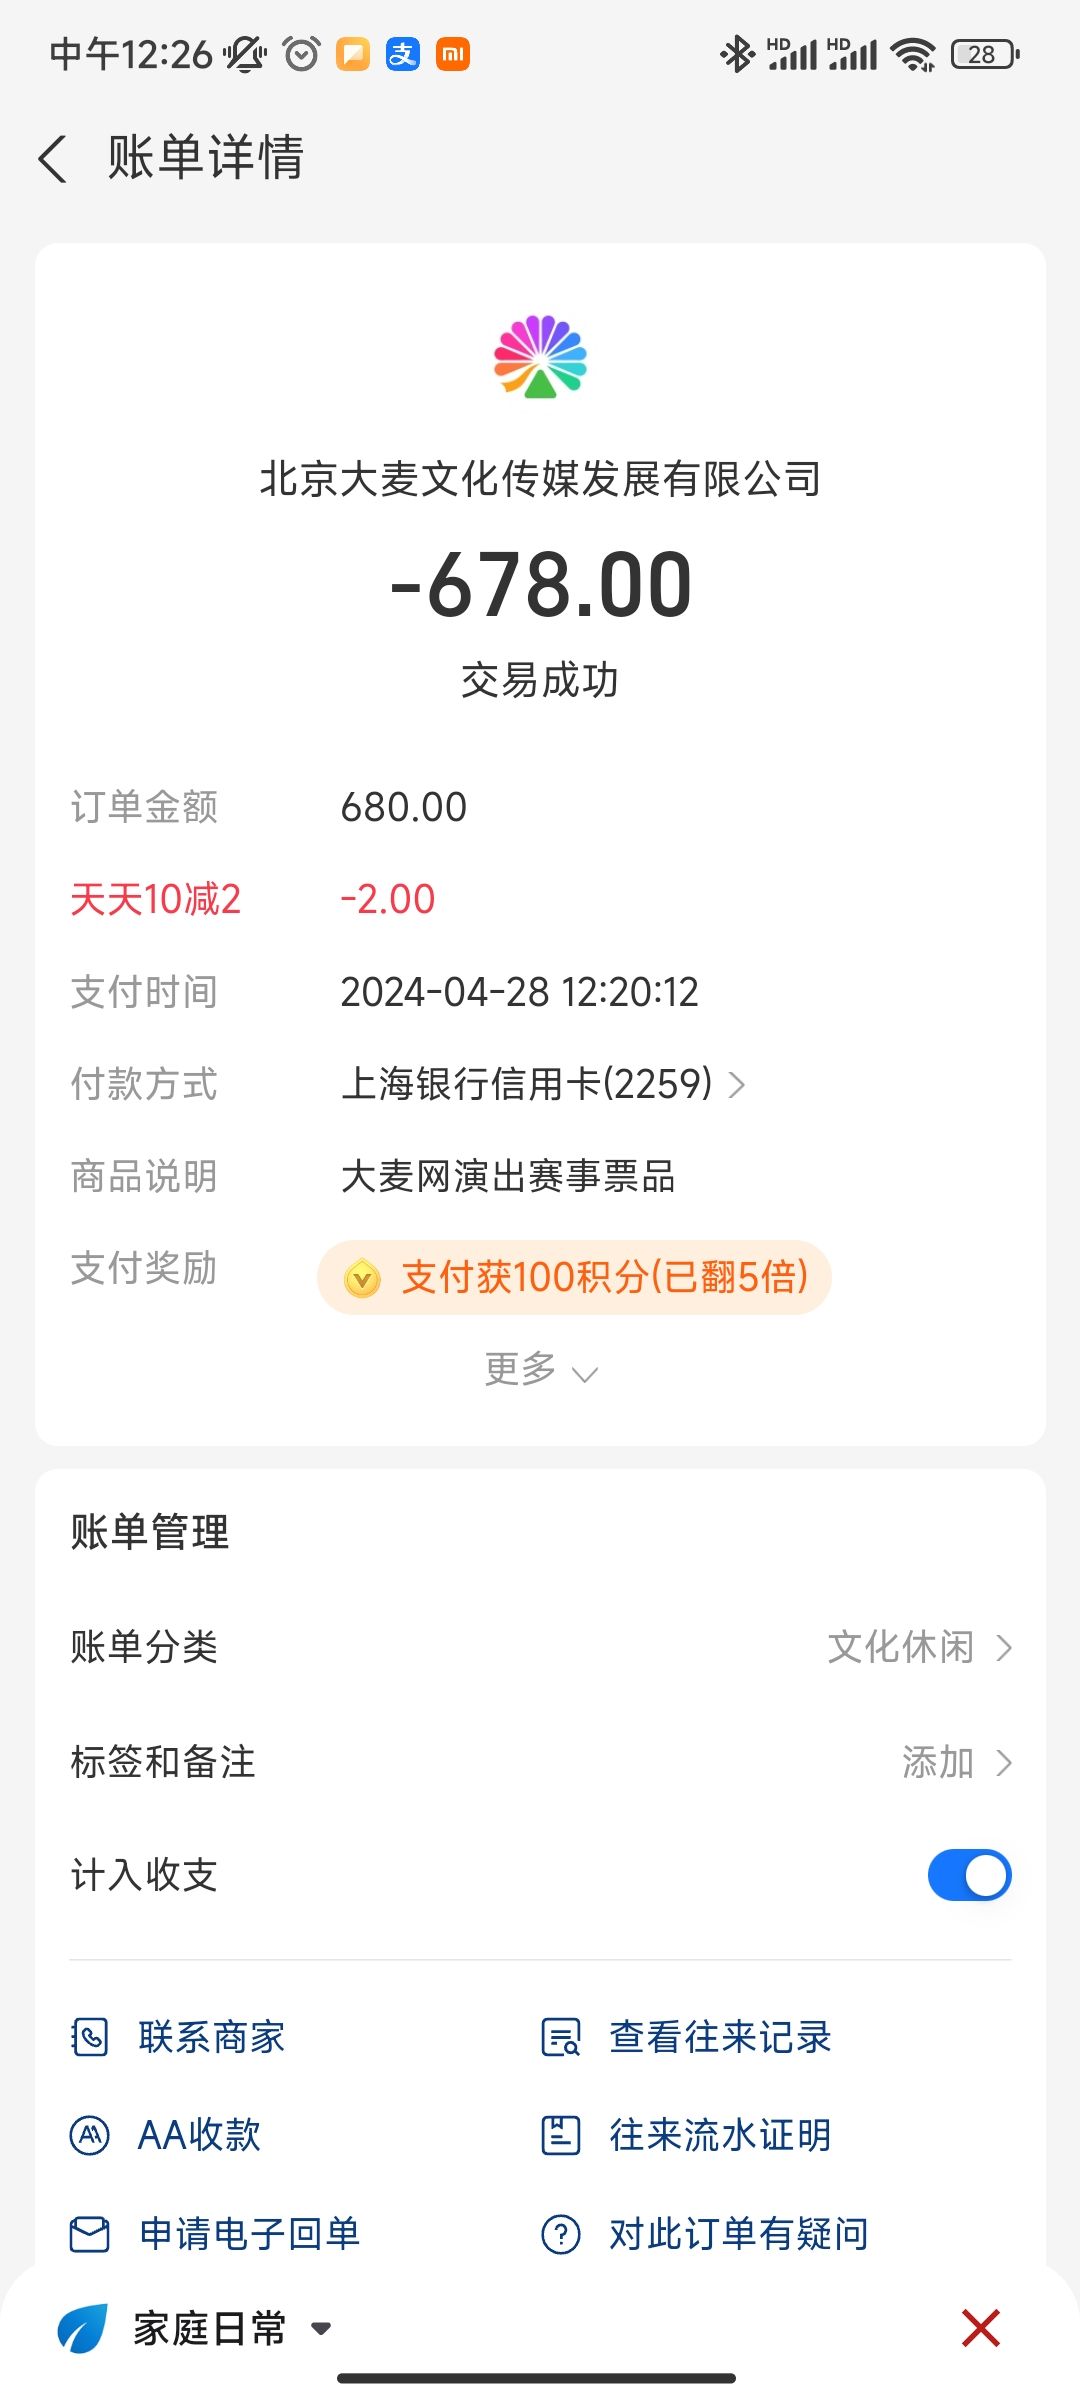 中午12:26 支 mi HD HD 28
账单详情
北京大麦文化传媒发展有限公司
-678.00
交易成功
订单金额 680.00
天天10减2 -2.00
支付时间 2024-04-28 12:20:12
付款方式 上海银行信用卡(2259)
商品说明 大麦网演出赛事票品
支付奖励 支付获100积分(已翻5倍)
更多
账单管理
账单分类 文化休闲
标签和备注 添加
计入收支
联系商家 查看往来记录
AA收款 往来流水证明
申请电子回单 对此订单有疑问
家庭日常